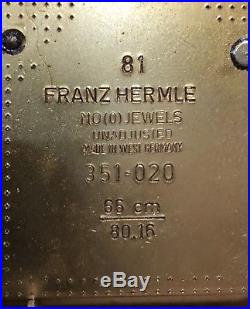 81
FRANZ HERMLE
NO(0) JEWELS
UNADJUSTED
MADE IN WEST GERMANY
351-020
66 cm
80.16